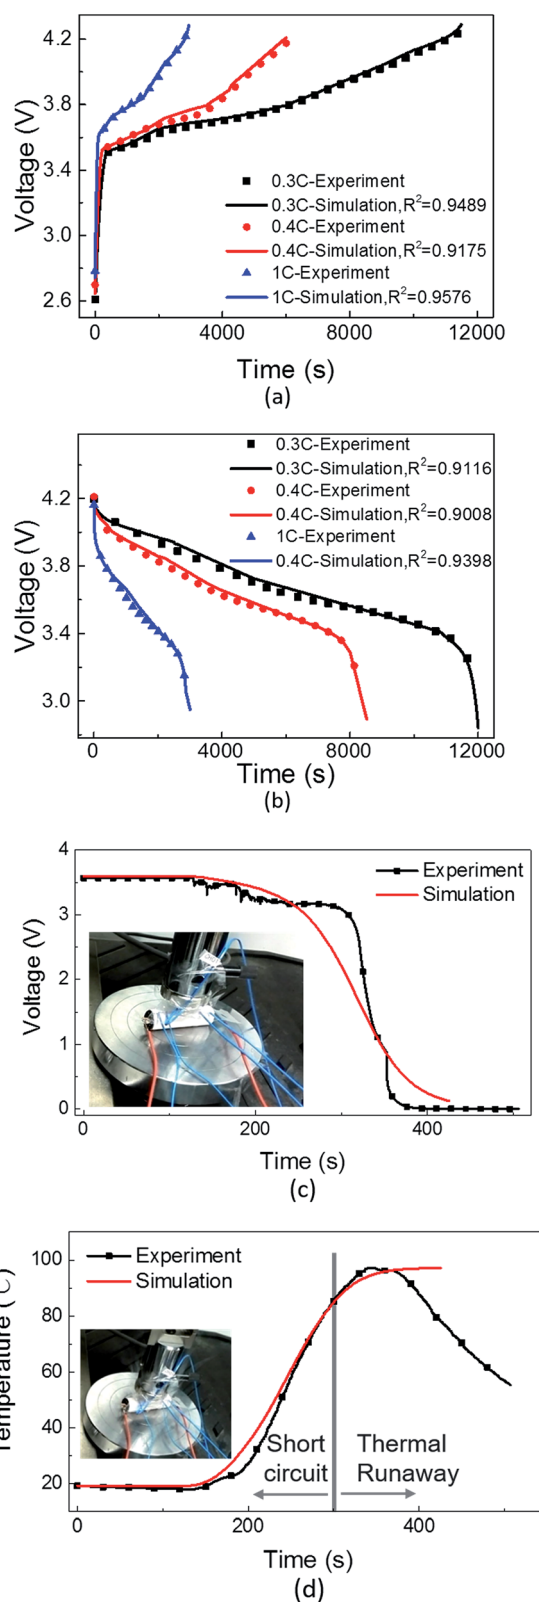 4.2
3.8
3.4
3.0
2.6
Voltage (V)
0.3C-Experiment
0.3C-Simulation,R²=0.9489
0.4C-Experiment
0.4C-Simulation,R²=0.9175
1C-Experiment
1C-Simulation,R²=0.9576
0 4000 8000 12000
Time (s)
(a)
0.3C-Experiment
0.3C-Simulation,R²=0.9116
0.4C-Experiment
0.4C-Simulation,R²=0.9008
1C-Experiment
0.4C-Simulation,R²=0.9398
4.2
3.8
3.4
3.0
Voltage (V)
0 4000 8000 12000
Time (s)
(b)
4
3
2
1
0
Voltage (V)
Experiment
Simulation
0 200 400
Time (s)
(c)
100
80
60
40
20
Temperature (℃)
Experiment
Simulation
Short
circuit
Thermal
Runaway
0 200 400
Time (s)
(d)